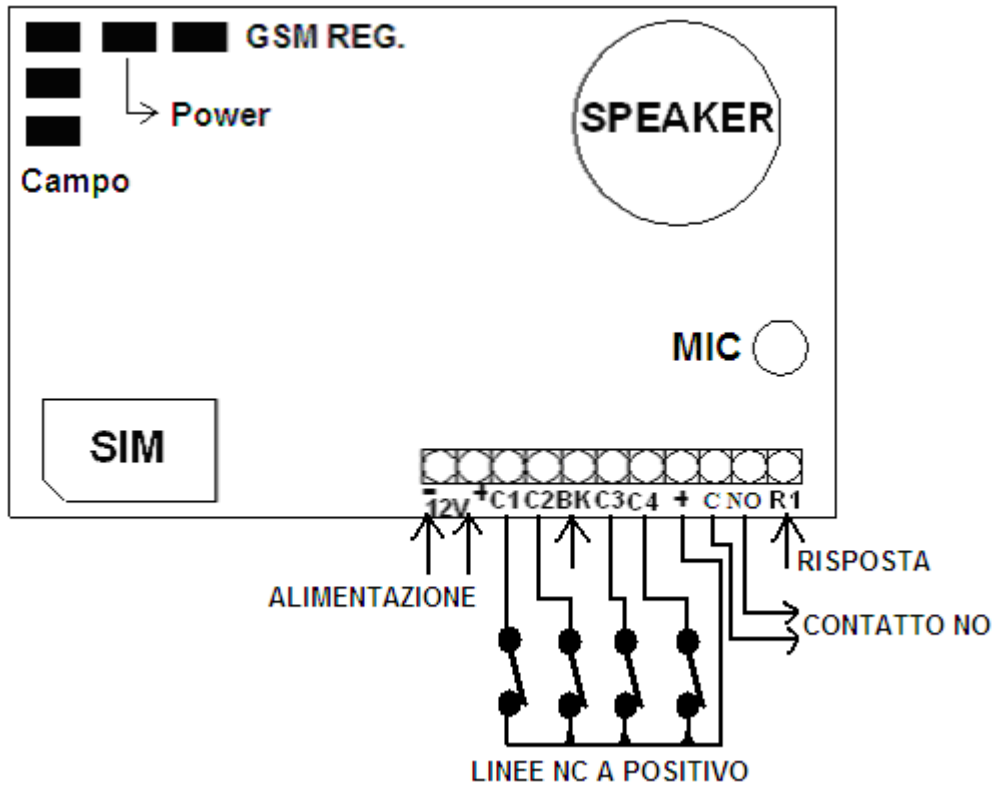 GSM REG.
Power
Campo
SPEAKER
MIC
SIM
- 12V + C1 C2 BK C3 C4 + C NO R1
ALIMENTAZIONE
RISPOSTA
CONTATTO NO
LINEE NC A POSITIVO